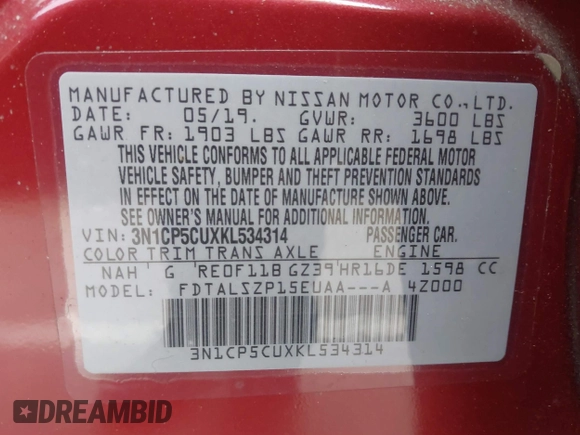 MANUFACTURED BY NISSAN MOTOR CO.,LTD.
DATE: 05/19. GVWR: 3600 LBS
GAWR FR: 1903 LBS GAWR RR: 1698 LBS
THIS VEHICLE CONFORMS TO ALL APPLICABLE FEDERAL MOTOR
VEHICLE SAFETY, BUMPER AND THEFT PREVENTION STANDARDS
IN EFFECT ON THE DATE OF MANUFACTURE SHOWN ABOVE.
SEE OWNER'S MANUAL FOR ADDITIONAL INFORMATION.
VIN: 3N1CP5CUXKL534314 PASSENGER CAR.
COLOR TRIM TRANS AXLE ENGINE
NAH G RE0F11B GZ39 HR16DE 1598 CC
MODEL: FDTALSZP15EUAA---A 4Z000
3N1CP5CUXKL534314
DREAMBID